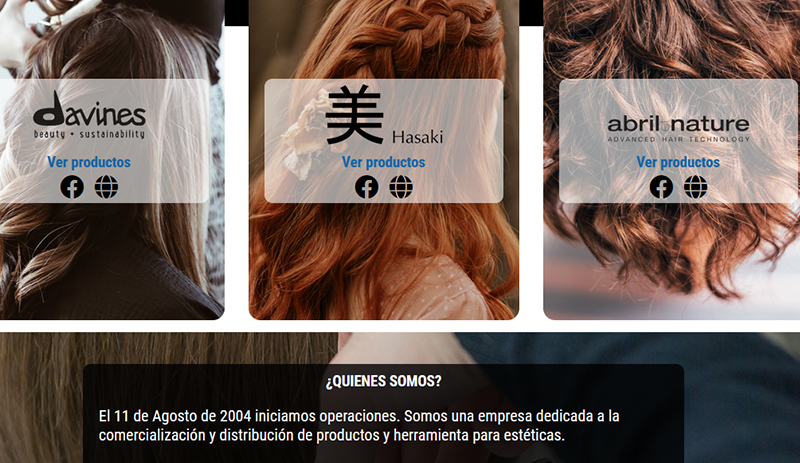 davines
beauty + sustainability
Ver productos
美 Hasaki
Ver productos
abril et nature
ADVANCED HAIR TECHNOLOGY
Ver productos
¿QUIENES SOMOS?
El 11 de Agosto de 2004 iniciamos operaciones. Somos una empresa dedicada a la
comercialización y distribución de productos y herramienta para estéticas.